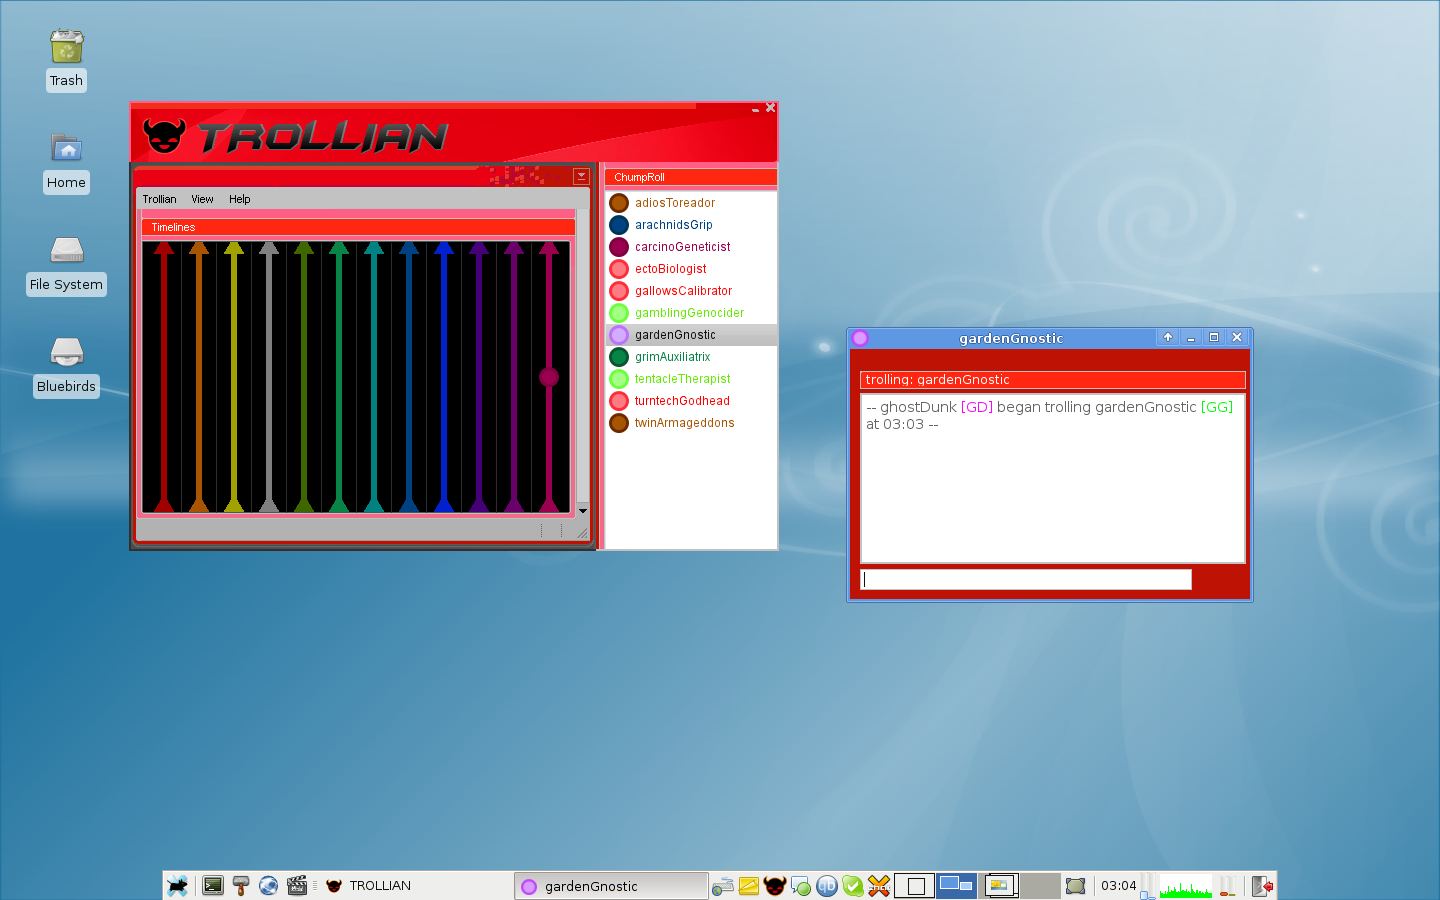 Trash
Home
File System
Bluebirds
TROLLIAN
Trollian View Help
Timelines
ChumpRoll
adiosToreador
arachnidsGrip
carcinoGeneticist
ectoBiologist
gallowsCalibrator
gamblingGenocider
gardenGnostic
grimAuxiliatrix
tentacleTherapist
turntechGodhead
twinArmageddons
gardenGnostic
trolling: gardenGnostic
-- ghostDunk [GD] began trolling gardenGnostic [GG]
at 03:03 --
TROLLIAN
gardenGnostic
qb
03:04